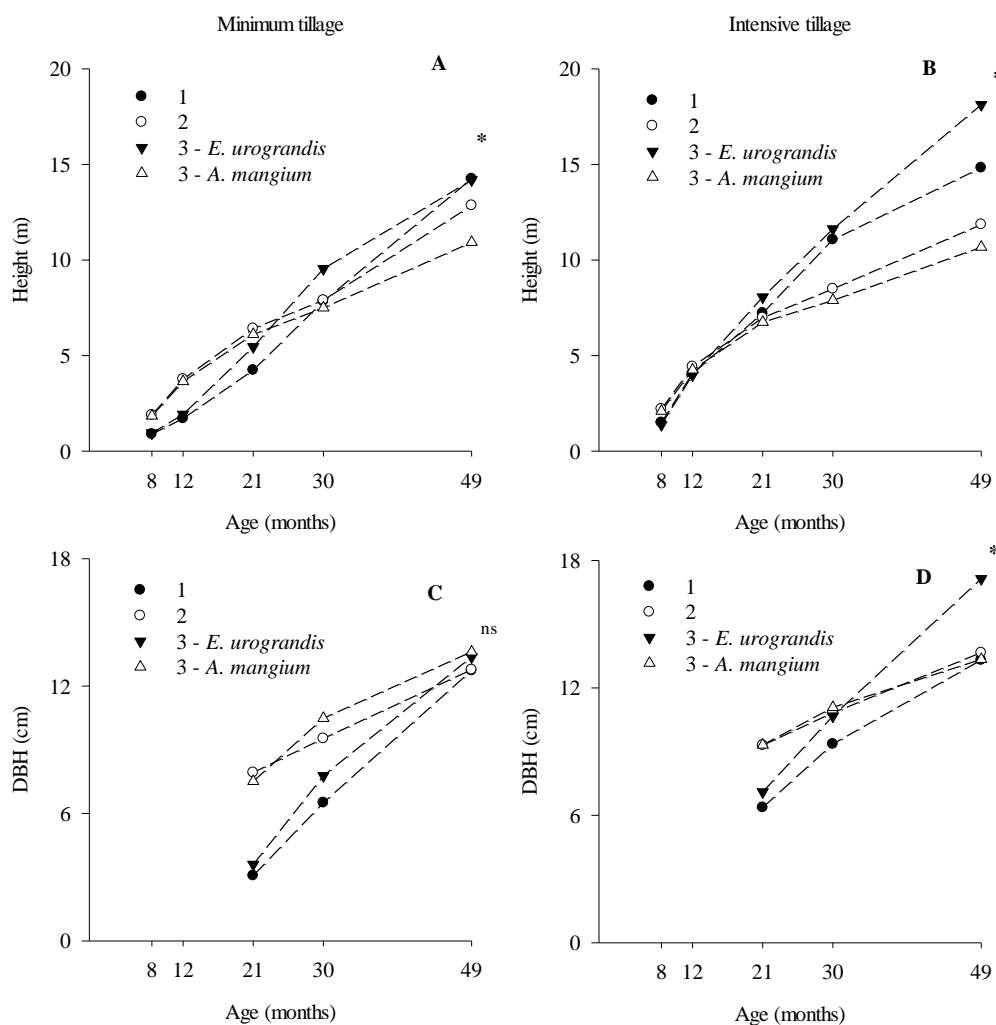 Minimum tillage
Intensive tillage
A
20
15
10
5
0
Height (m)
1
2
3 - E. urograndis
3 - A. mangium
*
8 12 21 30 49
Age (months)
B
20
15
10
5
0
Height (m)
1
2
3 - E. urograndis
3 - A. mangium
*
8 12 21 30 49
Age (months)
C
18
12
6
0
DBH (cm)
1
2
3 - E. urograndis
3 - A. mangium
ns
8 12 21 30 49
Age (months)
D
18
12
6
0
DBH (cm)
1
2
3 - E. urograndis
3 - A. mangium
*
8 12 21 30 49
Age (months)